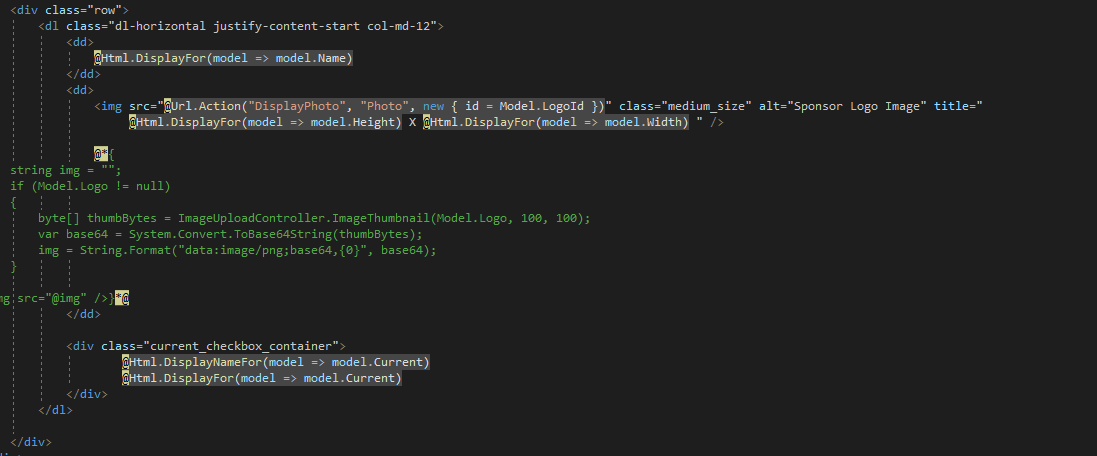 <div class="row">
<dl class="dl-horizontal justify-content-start col-md-12">
<dd>
@Html.DisplayFor(model => model.Name)
</dd>
<dd>
<img src="@Url.Action("DisplayPhoto", "Photo", new { id = Model.LogoId })" class="medium_size" alt="Sponsor Logo Image" title="
@Html.DisplayFor(model => model.Height) X @Html.DisplayFor(model => model.Width) " />
@*{
string img = "";
if (Model.Logo != null)
{
byte[] thumbBytes = ImageUploadController.ImageThumbnail(Model.Logo, 100, 100);
var base64 = System.Convert.ToBase64String(thumbBytes);
img = String.Format("data:image/png;base64,{0}", base64);
}
g src="@img" />}*@
</dd>
<div class="current_checkbox_container">
@Html.DisplayNameFor(model => model.Current)
@Html.DisplayFor(model => model.Current)
</div>
</dl>
</div>